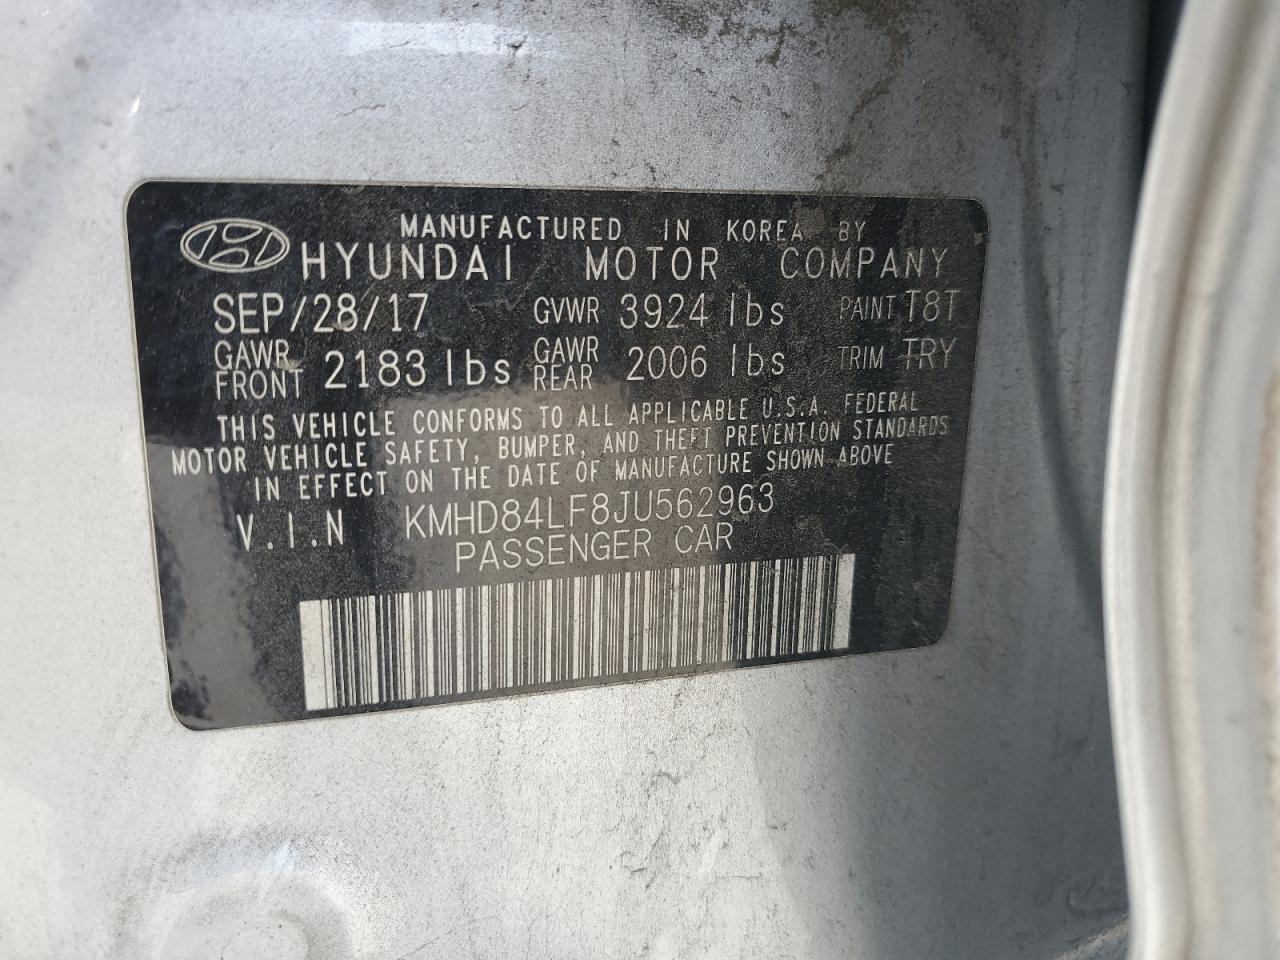 MANUFACTURED IN KOREA BY
HYUNDAI MOTOR COMPANY
SEP/28/17 GVWR 3924 lbs PAINT T8T
GAWR FRONT 2183 lbs GAWR REAR 2006 lbs TRIM TRY
THIS VEHICLE CONFORMS TO ALL APPLICABLE U.S.A. FEDERAL
MOTOR VEHICLE SAFETY, BUMPER, AND THEFT PREVENTION STANDARDS
IN EFFECT ON THE DATE OF MANUFACTURE SHOWN ABOVE
V.I.N KMHD84LF8JU562963
PASSENGER CAR